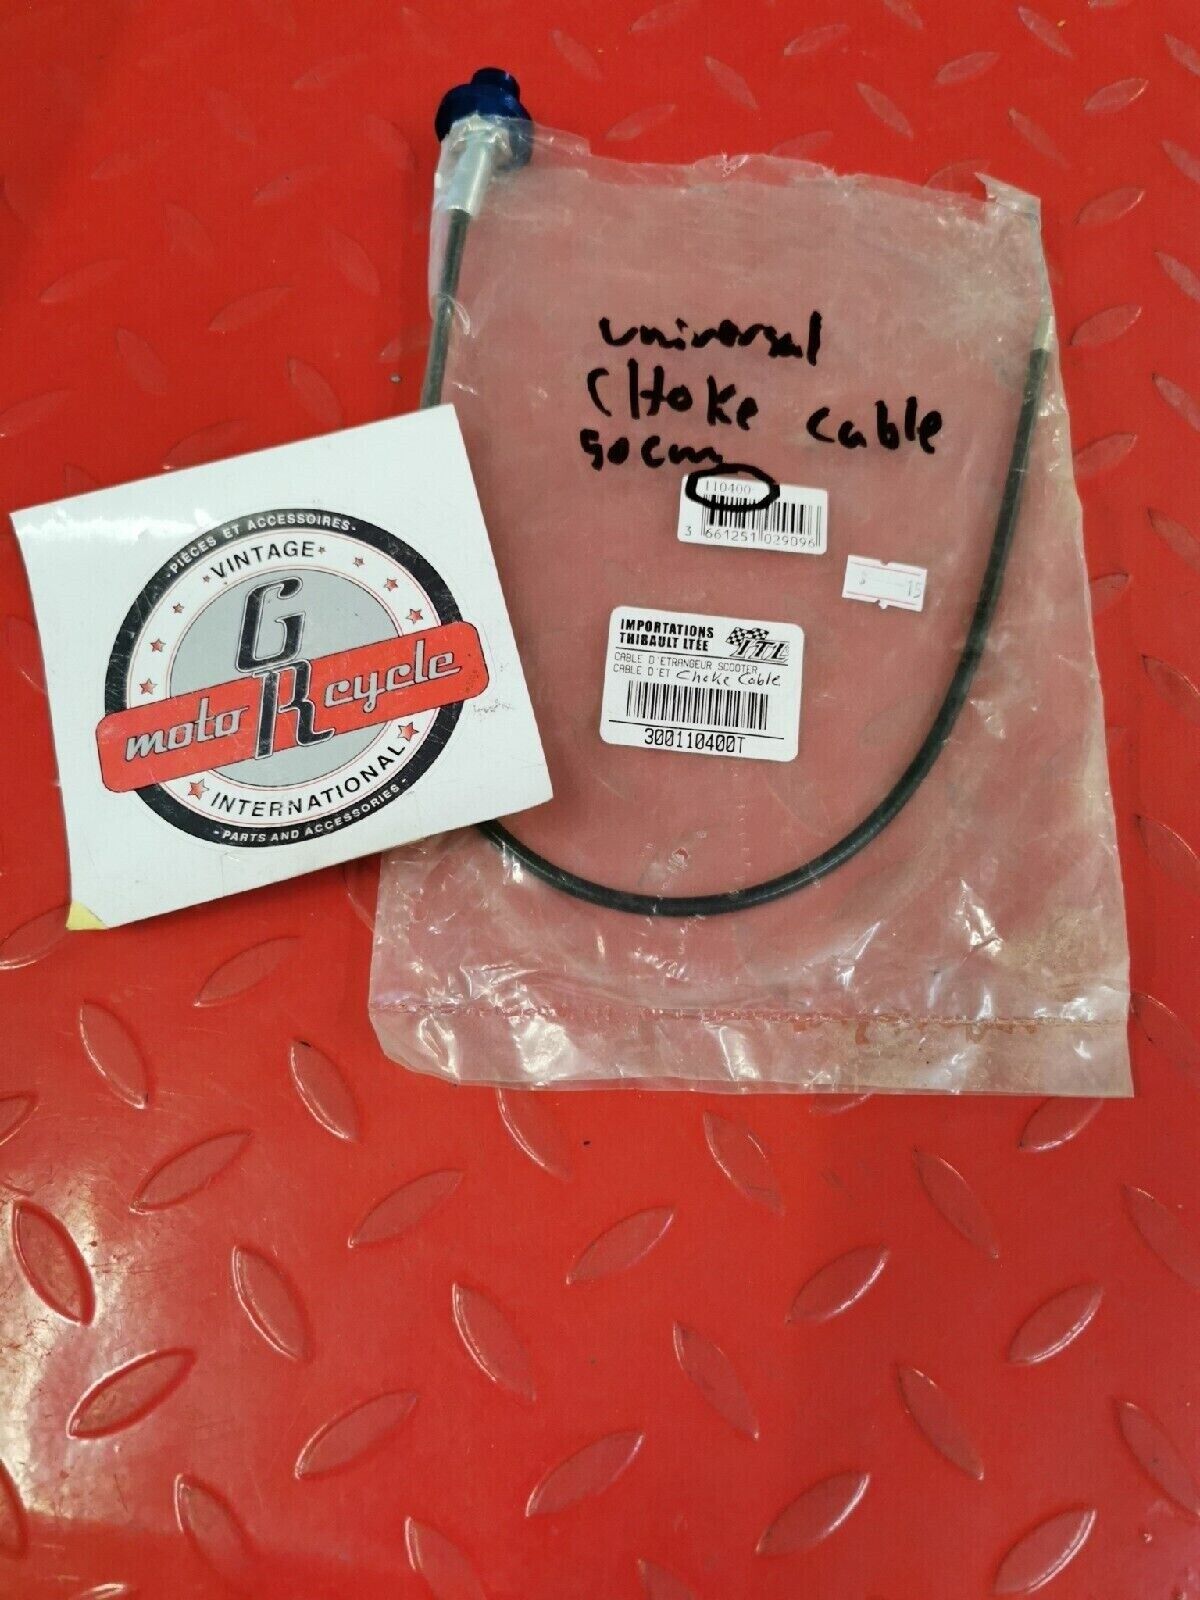 universal
CHoke cable
50cm
110400
3 661251 029096
15
IMPORTATIONS
THIBAULT LTÉE
ITL
CABLE D'ETRANGEUR SCOOTER
CABLE D'ET Choke Cable
300110400T
- PIÈCES ET ACCESSOIRES -
VINTAGE
G
moto R cycle
INTERNATIONAL
- PARTS AND ACCESSORIES -